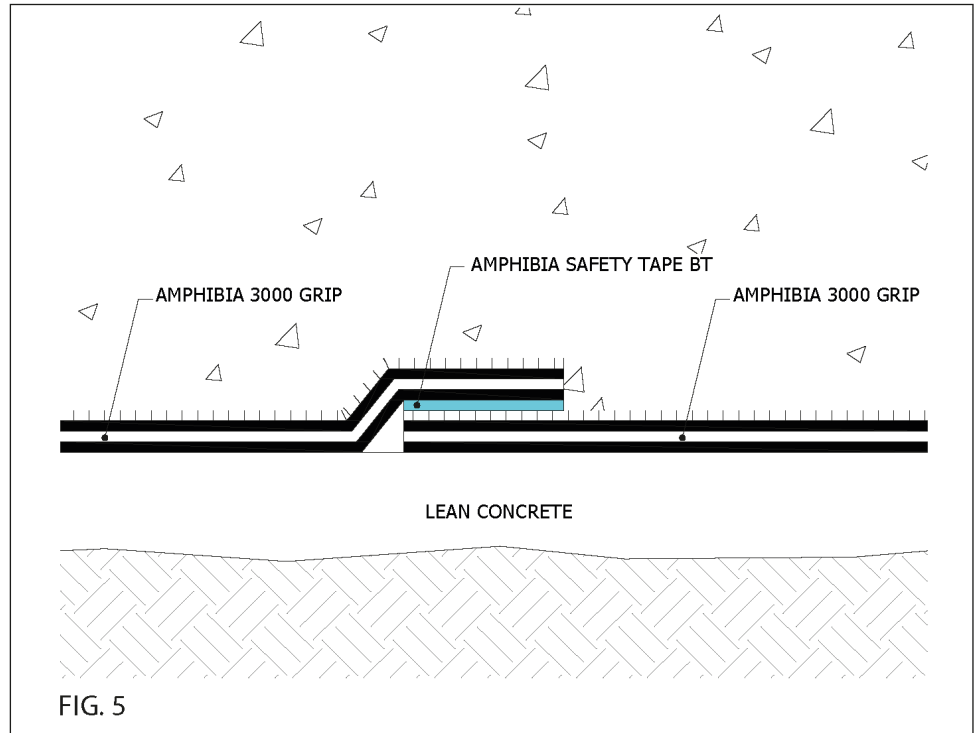 AMPHIBIA SAFETY TAPE BT
AMPHIBIA 3000 GRIP
AMPHIBIA 3000 GRIP
LEAN CONCRETE
FIG. 5